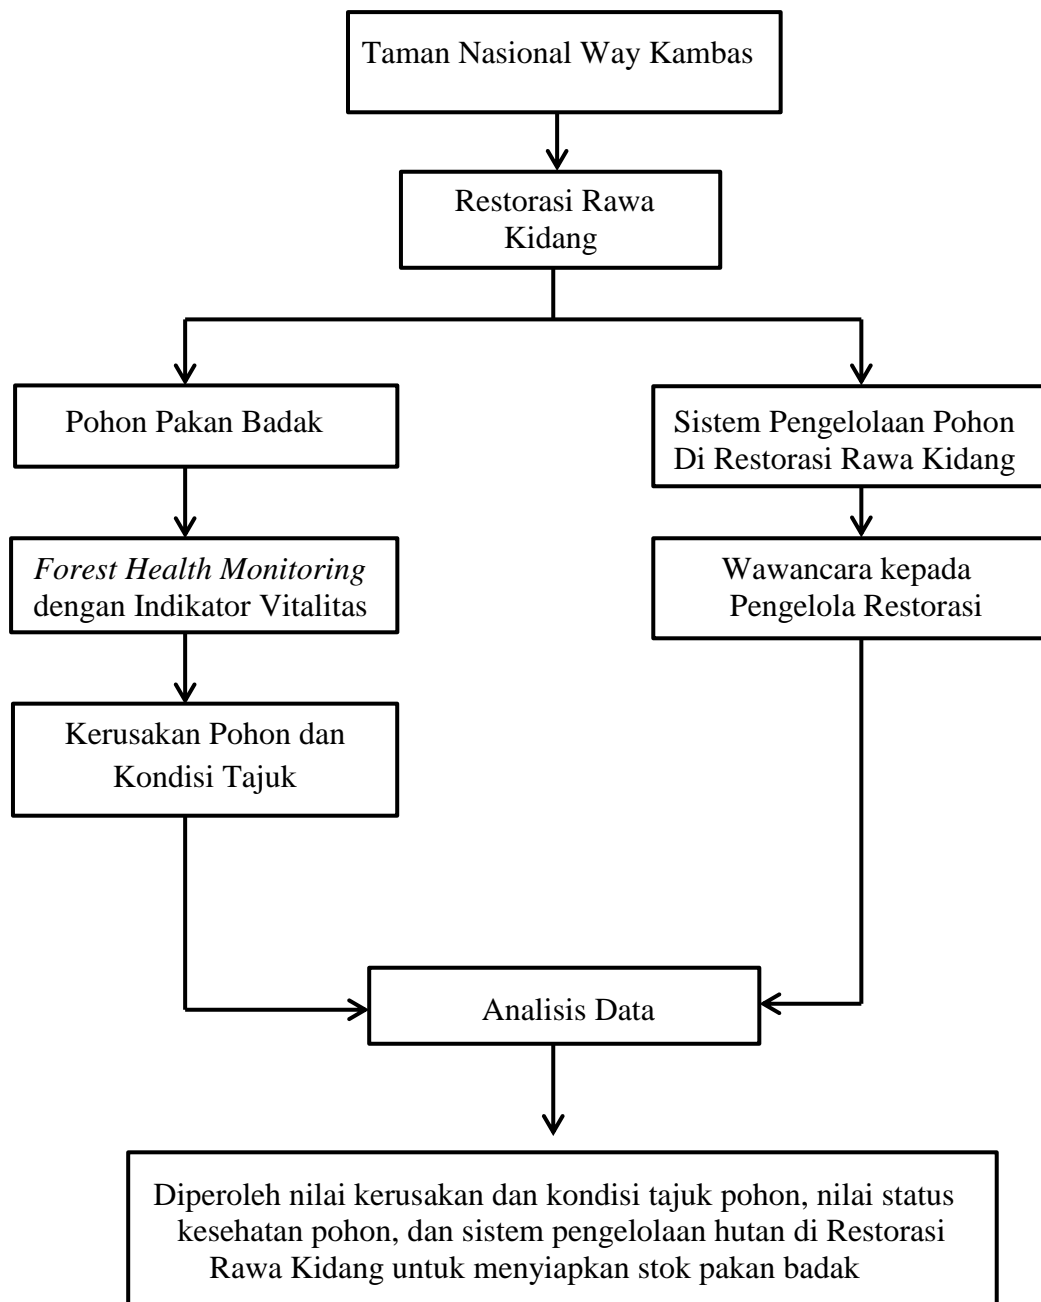 Taman Nasional Way Kambas
Restorasi Rawa
Kidang
Pohon Pakan Badak
Sistem Pengelolaan Pohon
Di Restorasi Rawa Kidang
Forest Health Monitoring
dengan Indikator Vitalitas
Wawancara kepada
Pengelola Restorasi
Kerusakan Pohon dan
Kondisi Tajuk
Analisis Data
Diperoleh nilai kerusakan dan kondisi tajuk pohon, nilai status
kesehatan pohon, dan sistem pengelolaan hutan di Restorasi
Rawa Kidang untuk menyiapkan stok pakan badak